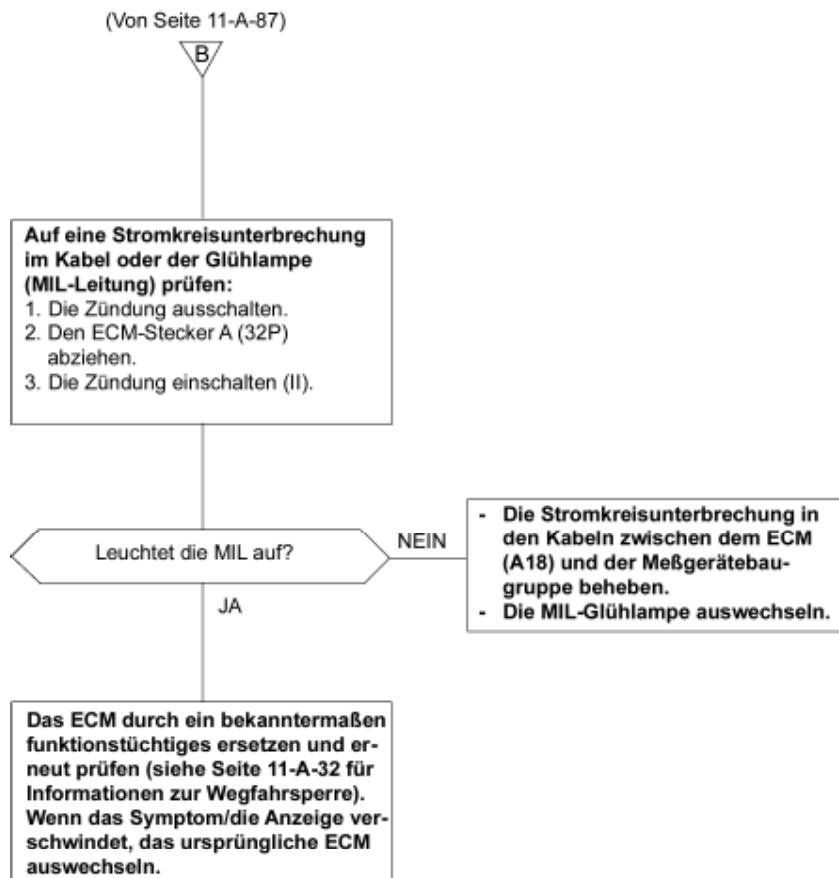 (Von Seite 11-A-87)
B
Auf eine Stromkreisunterbrechung
im Kabel oder der Glühlampe
(MIL-Leitung) prüfen:
1. Die Zündung ausschalten.
2. Den ECM-Stecker A (32P)
abziehen.
3. Die Zündung einschalten (II).
Leuchtet die MIL auf?
NEIN
- Die Stromkreisunterbrechung in
den Kabeln zwischen dem ECM
(A18) und der Meßgerätebau-
gruppe beheben.
- Die MIL-Glühlampe auswechseln.
JA
Das ECM durch ein bekanntermaßen
funktionstüchtiges ersetzen und er-
neut prüfen (siehe Seite 11-A-32 für
Informationen zur Wegfahrsperre).
Wenn das Symptom/die Anzeige ver-
schwindet, das ursprüngliche ECM
auswechseln.